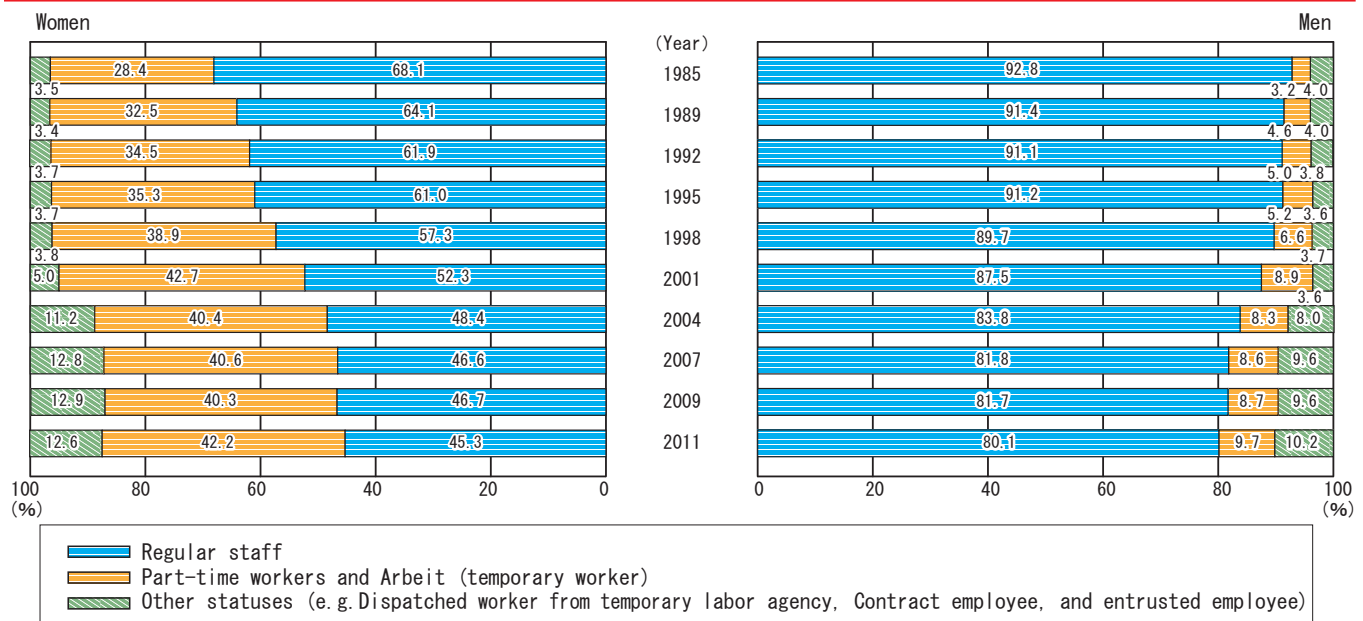 Women
Men
(Year)
28.4 68.1 1985 92.8
3.5 3.2 4.0
32.5 64.1 1989 91.4
3.4 4.6 4.0
34.5 61.9 1992 91.1
3.7 5.0 3.8
35.3 61.0 1995 91.2
3.7 5.2 3.6
38.9 57.3 1998 89.7 6.6
3.8 3.7
5.0 42.7 52.3 2001 87.5 8.9
3.6
11.2 40.4 48.4 2004 83.8 8.3 8.0
12.8 40.6 46.6 2007 81.8 8.6 9.6
12.9 40.3 46.7 2009 81.7 8.7 9.6
12.6 42.2 45.3 2011 80.1 9.7 10.2
100 80 60 40 20 0 0 20 40 60 80 100
(%) (%)
Regular staff
Part-time workers and Arbeit (temporary worker)
Other statuses (e.g.Dispatched worker from temporary labor agency, Contract employee, and entrusted employee)